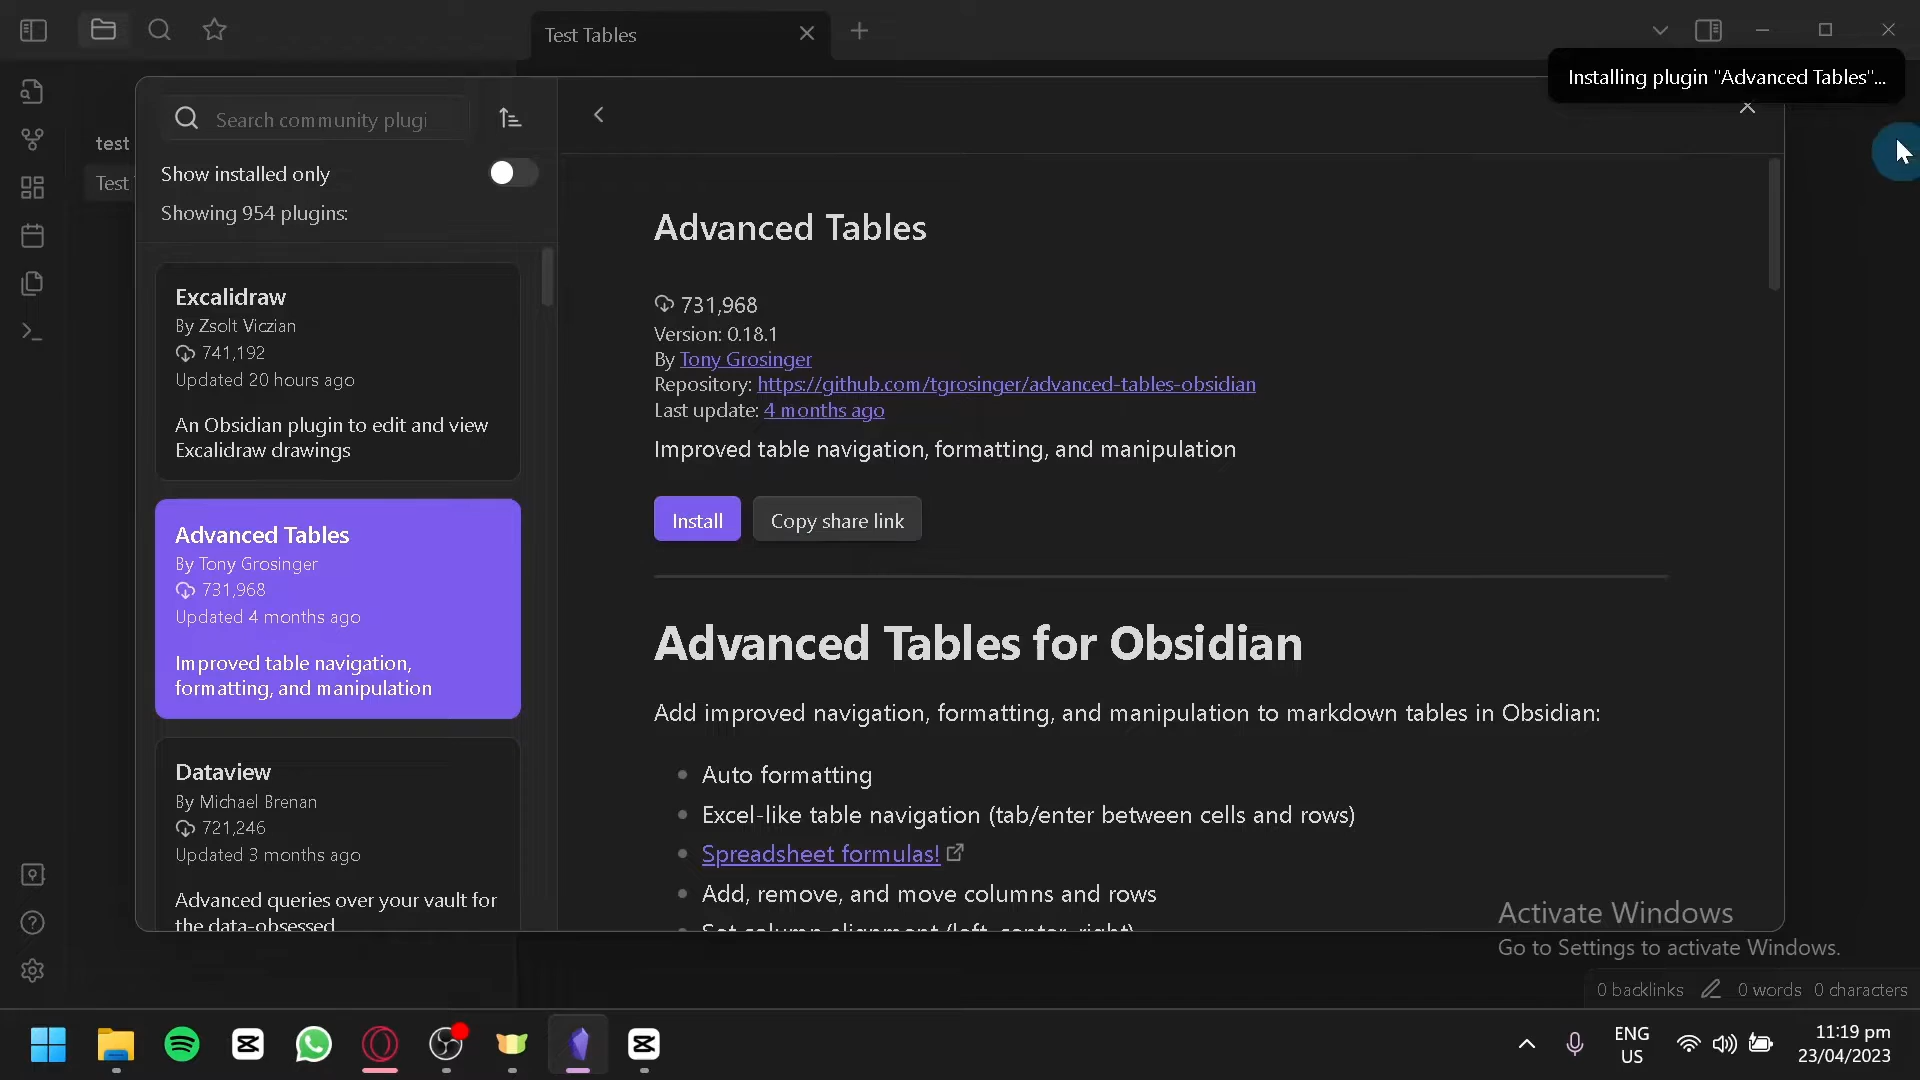 Test Tables
Installing plugin "Advanced Tables"...
Search community plugi
test
Test
Show installed only
Showing 954 plugins:
Excalidraw
By Zsolt Viczian
741,192
Updated 20 hours ago
An Obsidian plugin to edit and view
Excalidraw drawings
Advanced Tables
By Tony Grosinger
731,968
Updated 4 months ago
Improved table navigation,
formatting, and manipulation
Dataview
By Michael Brenan
721,246
Updated 3 months ago
Advanced queries over your vault for
the data-obsessed
Advanced Tables
731,968
Version: 0.18.1
By Tony Grosinger
Repository: https://github.com/tgrosinger/advanced-tables-obsidian
Last update: 4 months ago
Improved table navigation, formatting, and manipulation
Install
Copy share link
Advanced Tables for Obsidian
Add improved navigation, formatting, and manipulation to markdown tables in Obsidian:
Auto formatting
Excel-like table navigation (tab/enter between cells and rows)
Spreadsheet formulas!
Add, remove, and move columns and rows
Set column alignment (left, center, right)
Activate Windows
Go to Settings to activate Windows.
0 backlinks
0 words
0 characters
ENG
US
11:19 pm
23/04/2023